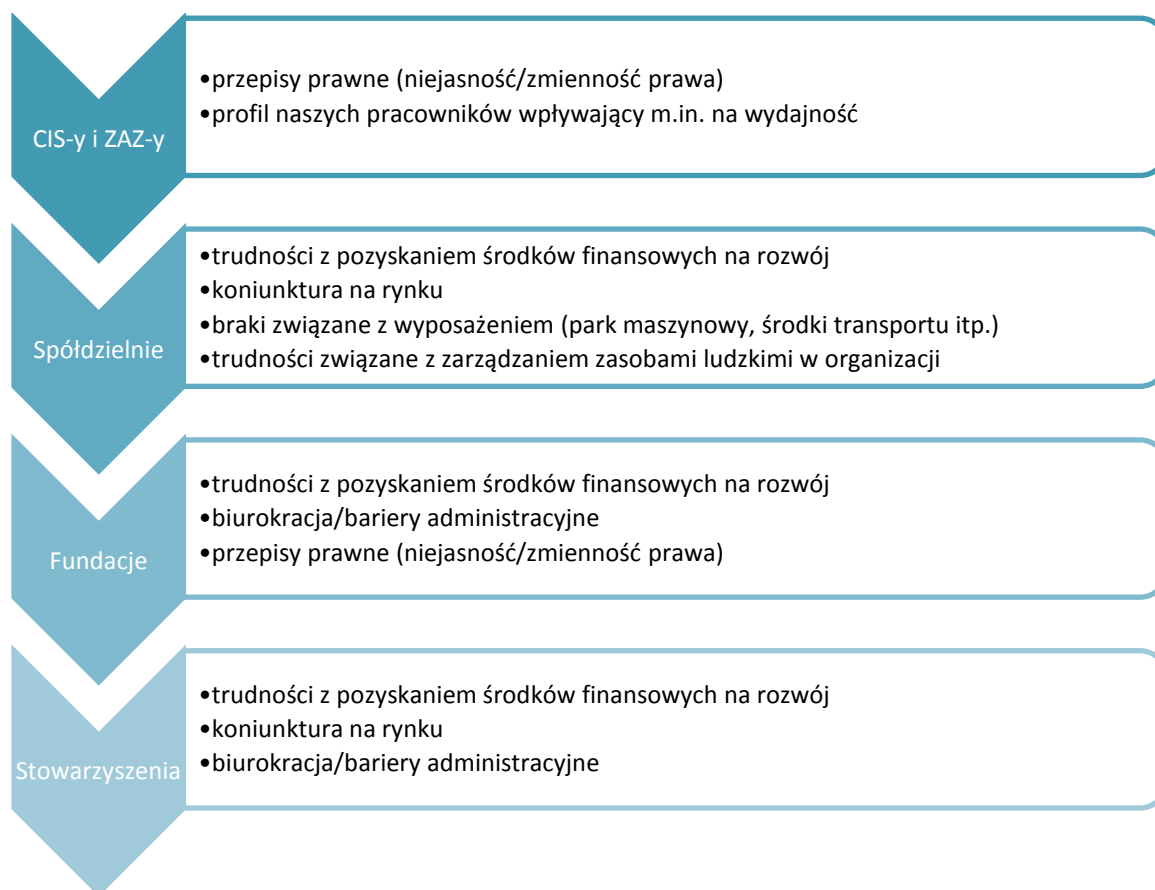 CIS-y i ZAZ-y
•przepisy prawne (niejasność/zmienność prawa)
•profil naszych pracowników wpływający m.in. na wydajność
Spółdzielnie
•trudności z pozyskaniem środków finansowych na rozwój
•koniunktura na rynku
•braki związane z wyposażeniem (park maszynowy, środki transportu itp.)
•trudności związane z zarządzaniem zasobami ludzkimi w organizacji
Fundacje
•trudności z pozyskaniem środków finansowych na rozwój
•biurokracja/bariery administracyjne
•przepisy prawne (niejasność/zmienność prawa)
Stowarzyszenia
•trudności z pozyskaniem środków finansowych na rozwój
•koniunktura na rynku
•biurokracja/bariery administracyjne